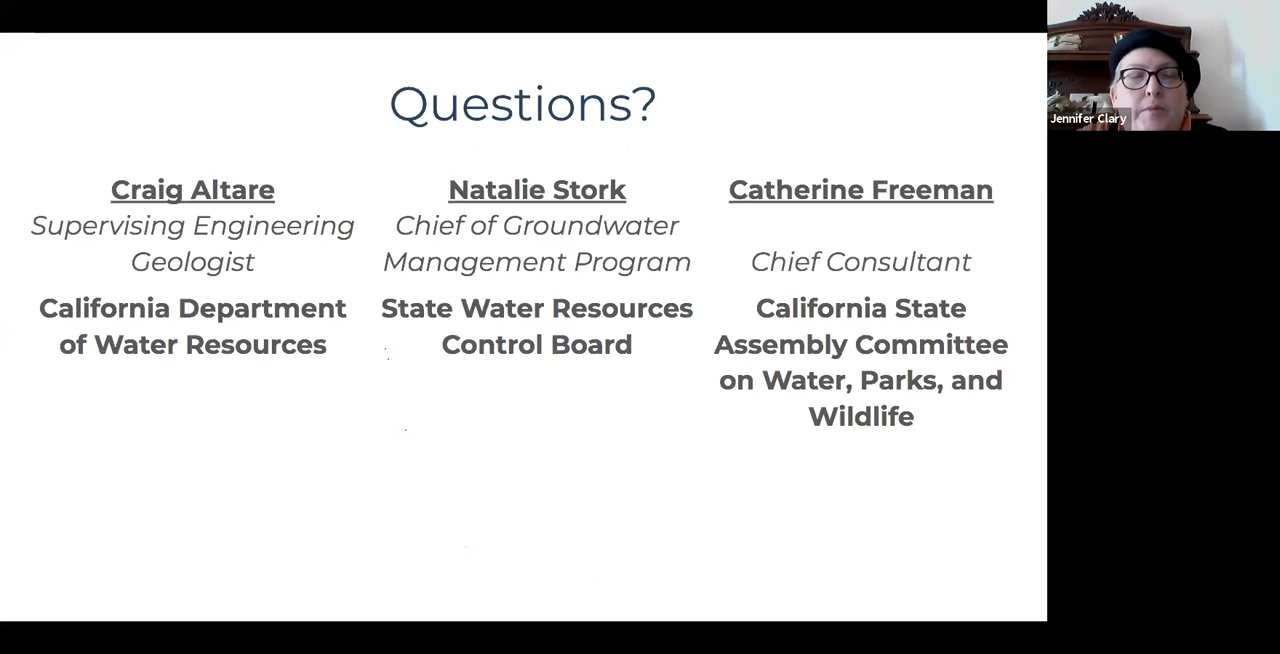 Questions?
Craig Altare
Supervising Engineering
Geologist
California Department
of Water Resources
Natalie Stork
Chief of Groundwater
Management Program
State Water Resources
Control Board
Catherine Freeman
Chief Consultant
California State
Assembly Committee
on Water, Parks, and
Wildlife
Jennifer Clary